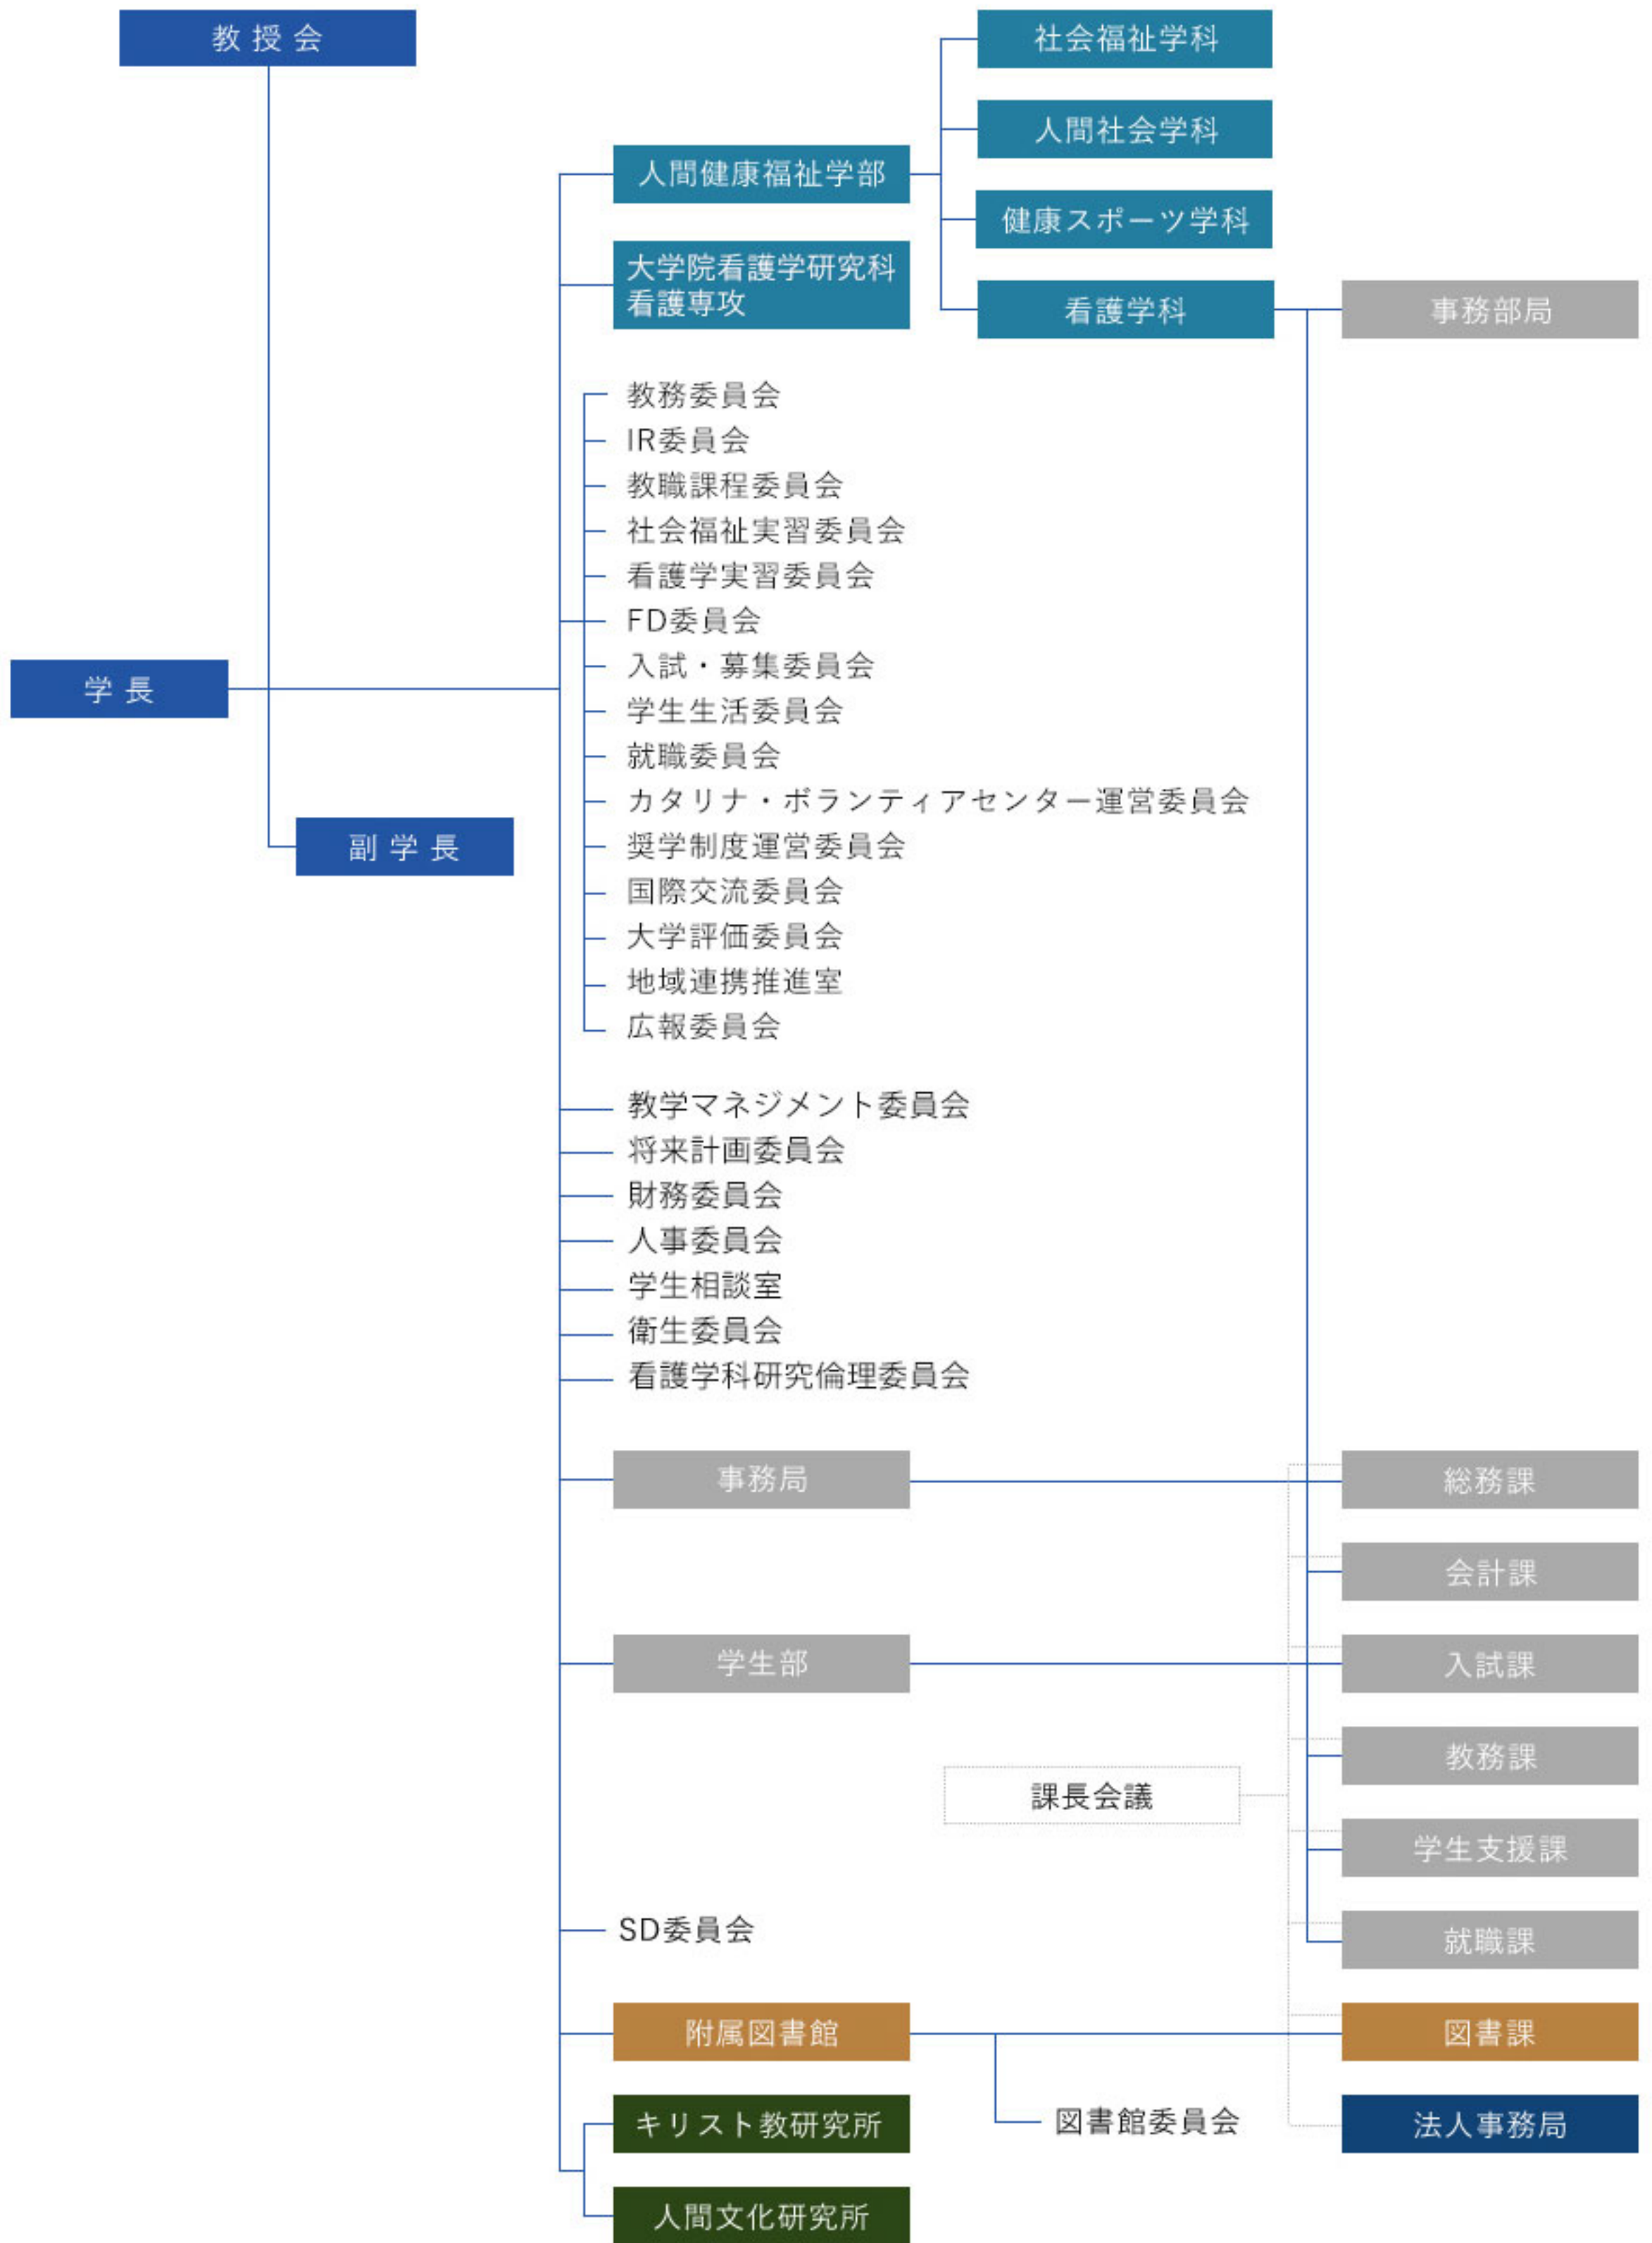 教授会
社会福祉学科
人間社会学科
人間健康福祉学部
健康スポーツ学科
大学院看護学研究科
看護専攻
看護学科
事務部局
教務委員会
IR委員会
教職課程委員会
社会福祉実習委員会
看護学実習委員会
FD委員会
入試・募集委員会
学長
学生生活委員会
就職委員会
カタリナ・ボランティアセンター運営委員会
副学長
奨学制度運営委員会
国際交流委員会
大学評価委員会
地域連携推進室
広報委員会
教学マネジメント委員会
将来計画委員会
財務委員会
人事委員会
学生相談室
衛生委員会
看護学科研究倫理委員会
事務局
総務課
会計課
学生部
入試課
教務課
課長会議
学生支援課
SD委員会
就職課
附属図書館
図書課
キリスト教研究所
図書館委員会
法人事務局
人間文化研究所